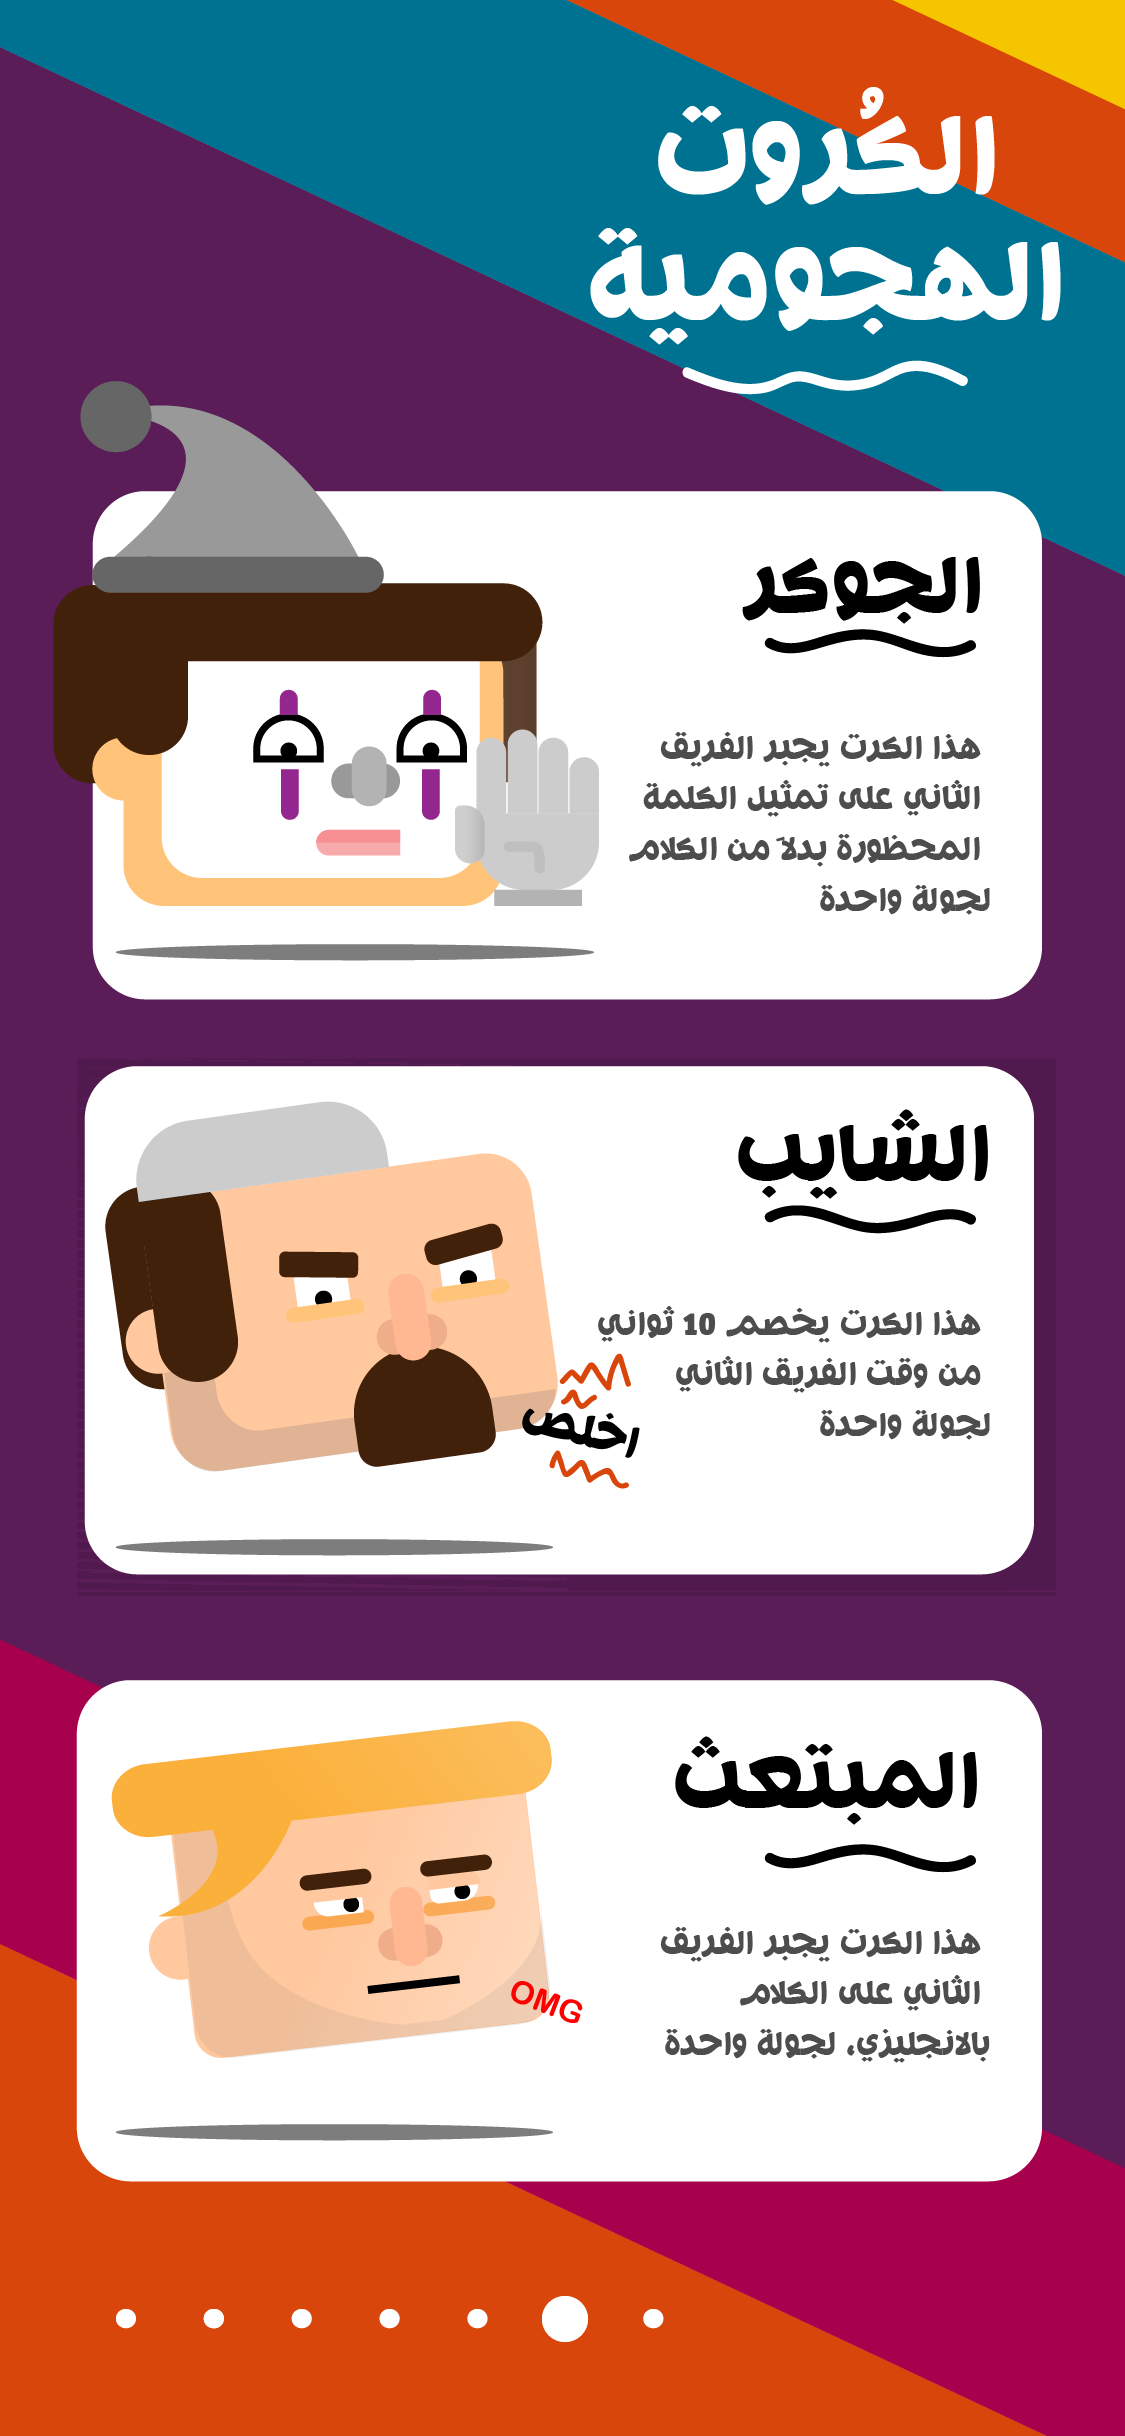 الكُروت
الهجومية
الجوكر
هذا الكرت يجبر الفريق
الثاني على تمثيل الكلمة
المحظورة بدلاً من الكلام
لجولة واحدة
الشايب
هذا الكرت يخصم 10 ثواني
من وقت الفريق الثاني
لجولة واحدة
اخلص
المبتعث
هذا الكرت يجبر الفريق
الثاني على الكلام
بالانجليزي، لجولة واحدة
OMG